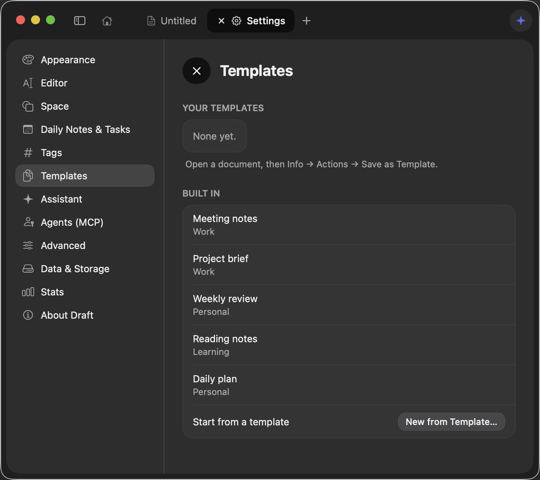 Untitled
Settings
Appearance
Editor
Space
Daily Notes & Tasks
Tags
Templates
Assistant
Agents (MCP)
Advanced
Data & Storage
Stats
About Draft
Templates
YOUR TEMPLATES
None yet.
Open a document, then Info → Actions → Save as Template.
BUILT IN
Meeting notes
Work
Project brief
Work
Weekly review
Personal
Reading notes
Learning
Daily plan
Personal
Start from a template
New from Template...